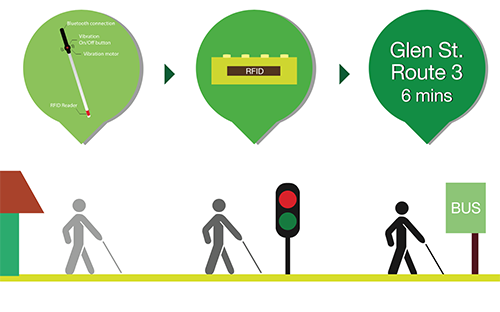 Bluetooth connection
Vibration
On/Off button
Vibration motor
RFID Reader
RFID
Glen St.
Route 3
6 mins
BUS